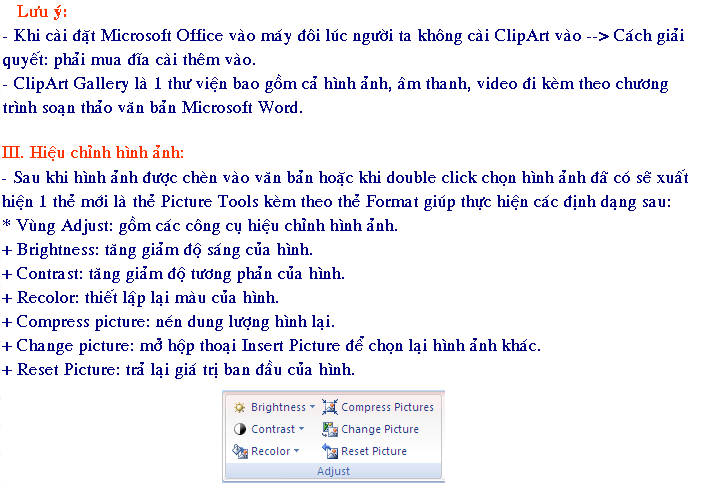 Lưu ý:
- Khi cài đặt Microsoft Office vào máy đôi lúc người ta không cài ClipArt vào --> Cách giải
quyết: phải mua đĩa cài thêm vào.
- ClipArt Gallery là 1 thư viện bao gồm cả hình ảnh, âm thanh, video đi kèm theo chương
trình soạn thảo văn bản Microsoft Word.
III. Hiệu chỉnh hình ảnh:
- Sau khi hình ảnh được chèn vào văn bản hoặc khi double click chọn hình ảnh đã có sẽ xuất
hiện 1 thẻ mới là thẻ Picture Tools kèm theo thẻ Format giúp thực hiện các định dạng sau:
* Vùng Adjust: gồm các công cụ hiệu chỉnh hình ảnh.
+ Brightness: tăng giảm độ sáng của hình.
+ Contrast: tăng giảm độ tương phản của hình.
+ Recolor: thiết lập lại màu của hình.
+ Compress picture: nén dung lượng hình lại.
+ Change picture: mở hộp thoại Insert Picture để chọn lại hình ảnh khác.
+ Reset Picture: trả lại giá trị ban đầu của hình.
Brightness Compress Pictures
Contrast Change Picture
Recolor Reset Picture
Adjust